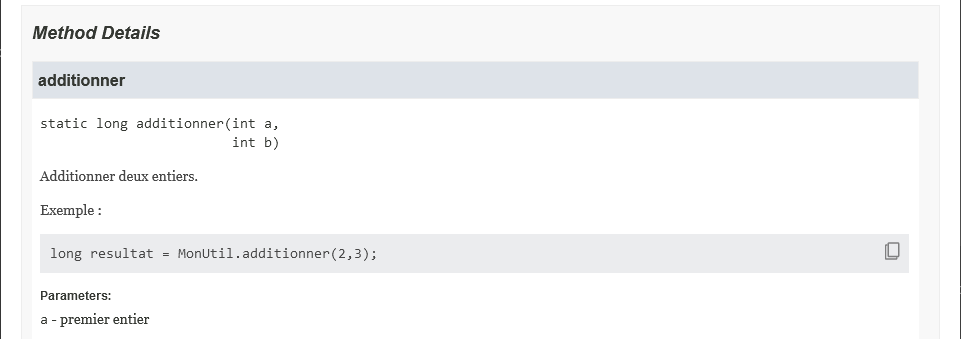 Method Details
additionner
static long additionner(int a,
int b)
Additionner deux entiers.
Exemple :
long resultat = MonUtil.additionner(2,3);
Parameters:
a - premier entier